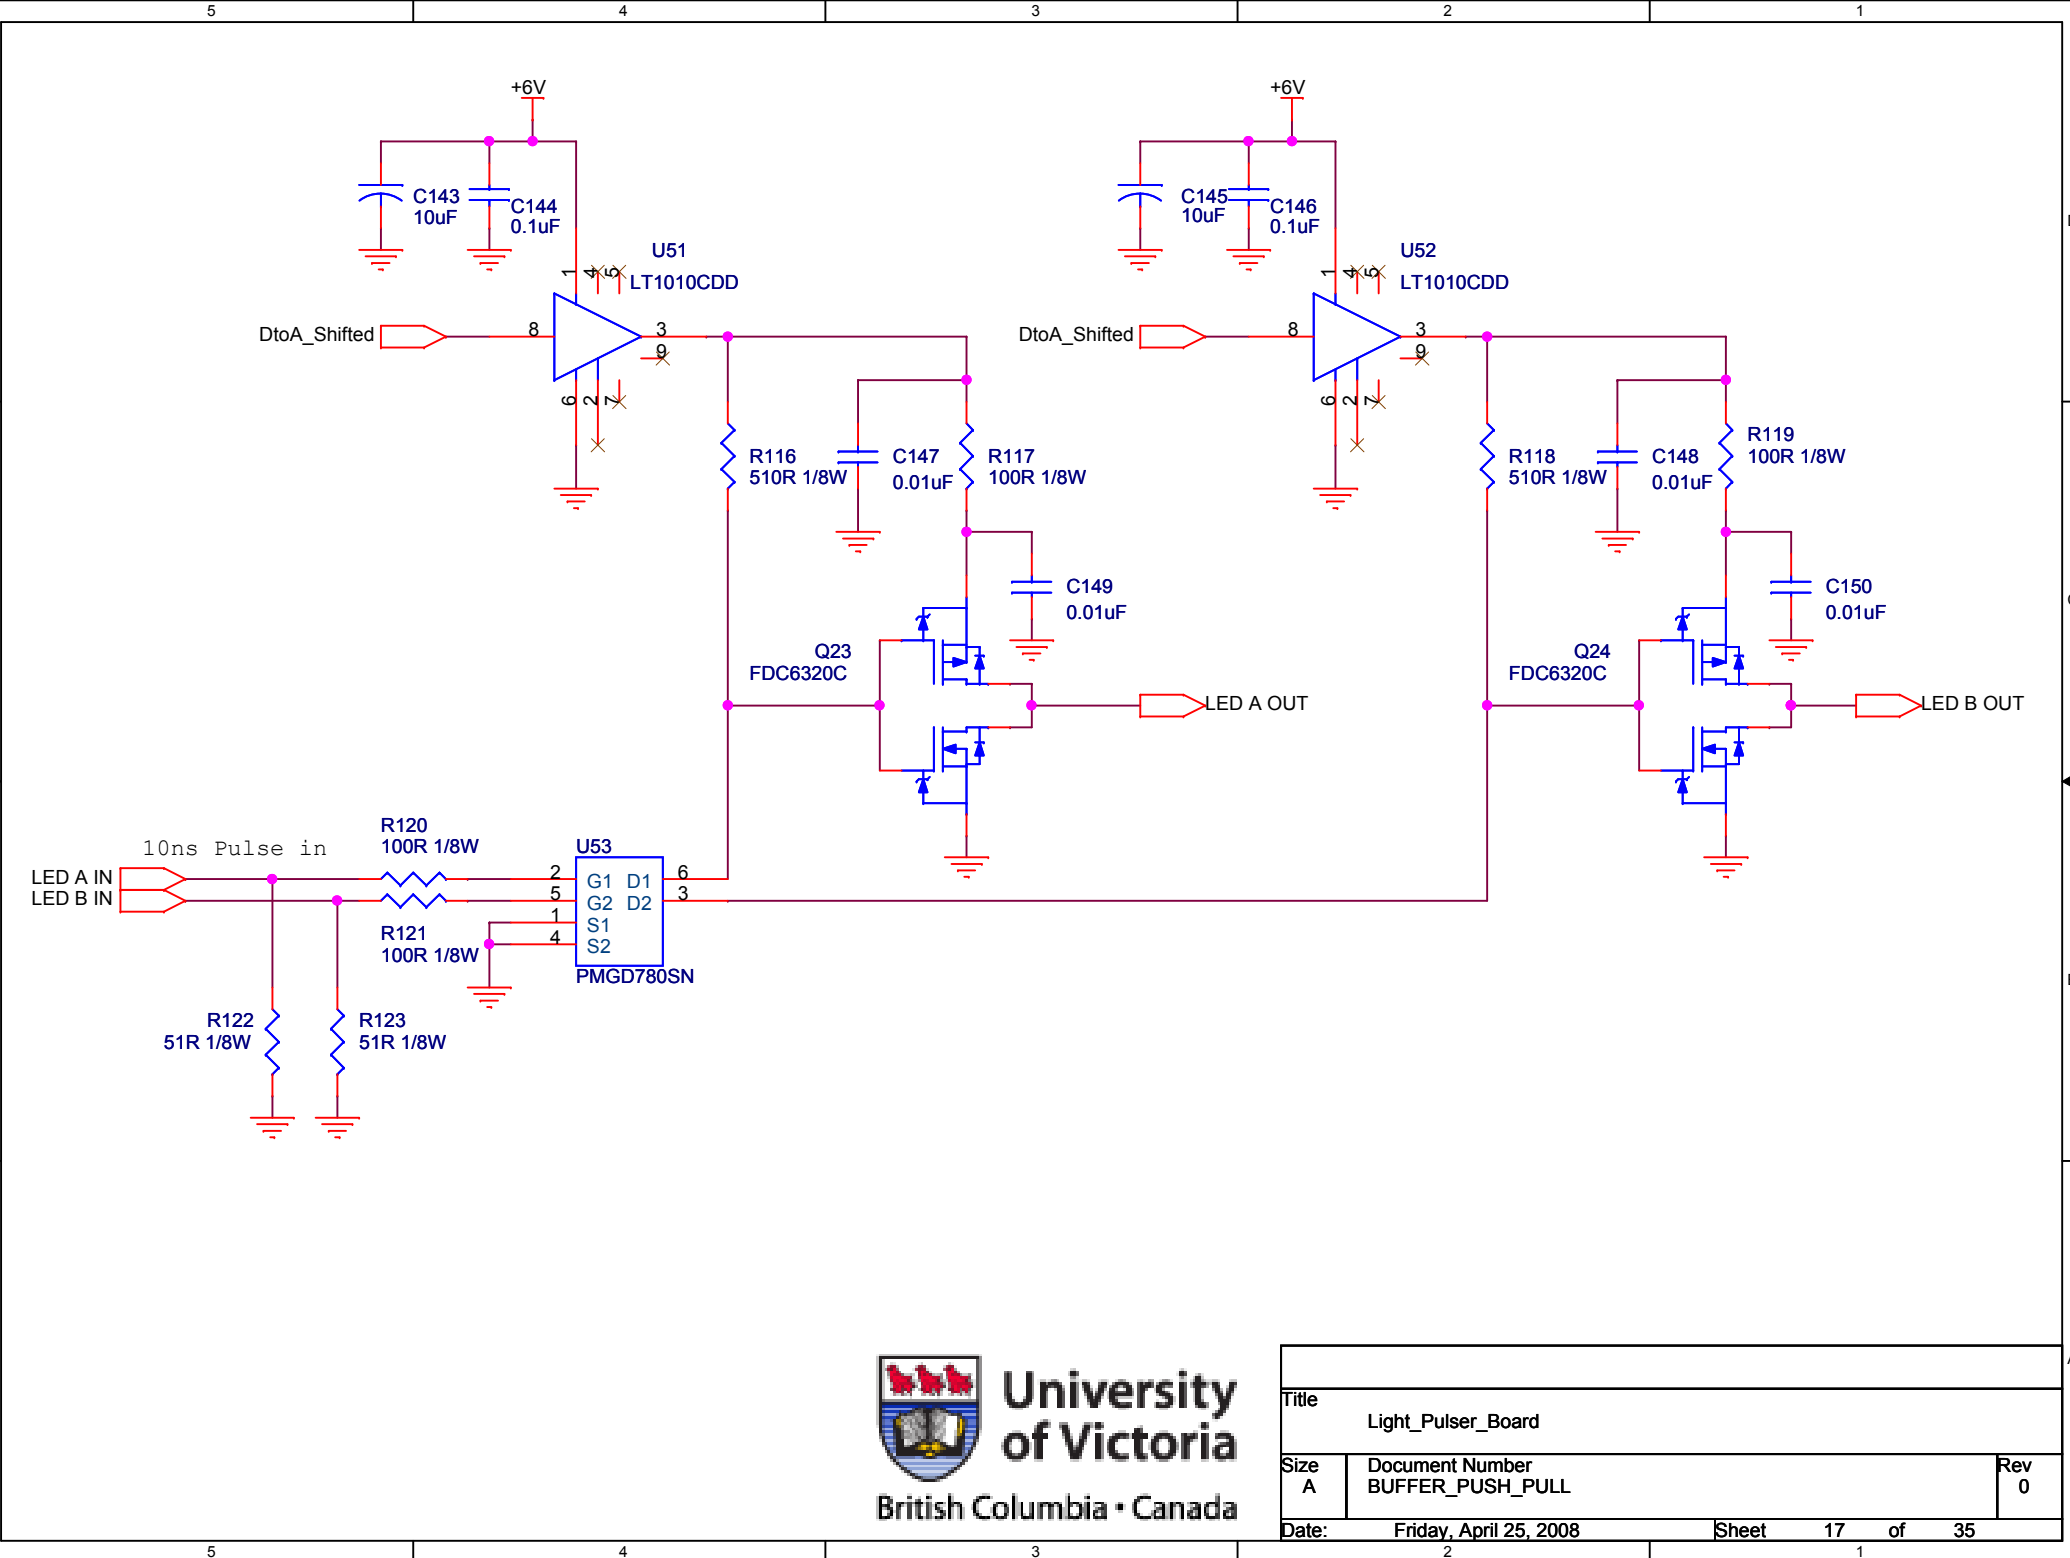 5 4 3 2 1
+6V +6V
C143
10uF
C144
0.1uF
C145
10uF
C146
0.1uF
U51
LT1010CDD
U52
LT1010CDD
1 4 5
1 4 5
DtoA_Shifted 8 3
9
6 2 7
DtoA_Shifted 8 3
9
6 2 7
R116
510R 1/8W
C147
0.01uF
R117
100R 1/8W
R118
510R 1/8W
C148
0.01uF
R119
100R 1/8W
C149
0.01uF
C150
0.01uF
Q23
FDC6320C
Q24
FDC6320C
LED A OUT
LED B OUT
10ns Pulse in
LED A IN
LED B IN
R120
100R 1/8W
R121
100R 1/8W
U53
2 G1 D1 6
5 G2 D2 3
1 S1
4 S2
PMGD780SN
R122
51R 1/8W
R123
51R 1/8W
University
of Victoria
British Columbia • Canada
Title
Light_Pulser_Board
Size
A
Document Number
BUFFER_PUSH_PULL
Rev
0
Date: Friday, April 25, 2008 Sheet 17 of 35
5 4 3 2 1